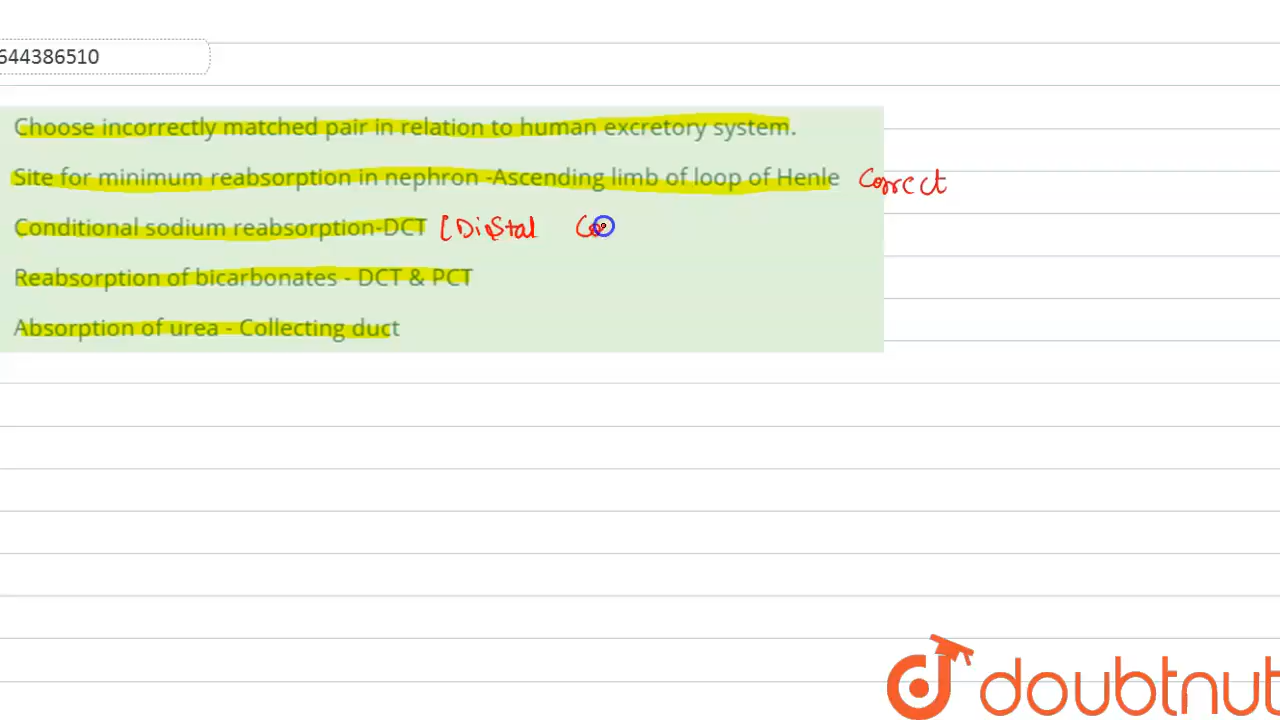 644386510
Choose incorrectly matched pair in relation to human excretory system.
Site for minimum reabsorption in nephron -Ascending limb of loop of Henle Correct
Conditional sodium reabsorption-DCT [Distal Co
Reabsorption of bicarbonates - DCT & PCT
Absorption of urea - Collecting duct
doubtnut